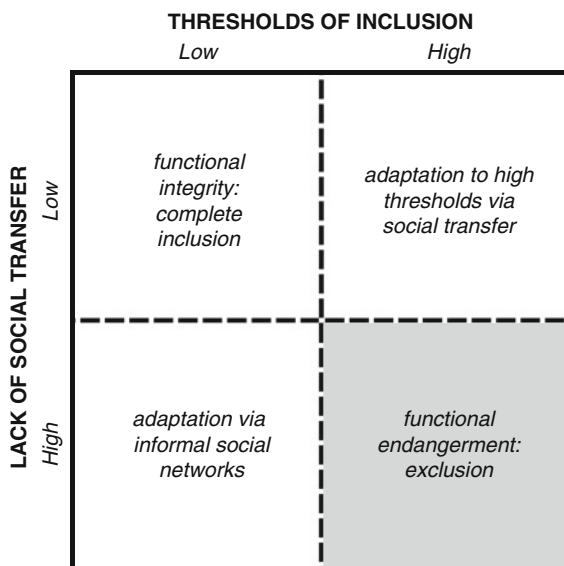 THRESHOLDS OF INCLUSION
Low
High
LACK OF SOCIAL TRANSFER
Low
functional
integrity:
complete
inclusion
adaptation to high
thresholds via
social transfer
High
adaptation via
informal social
networks
functional
endangerment:
exclusion